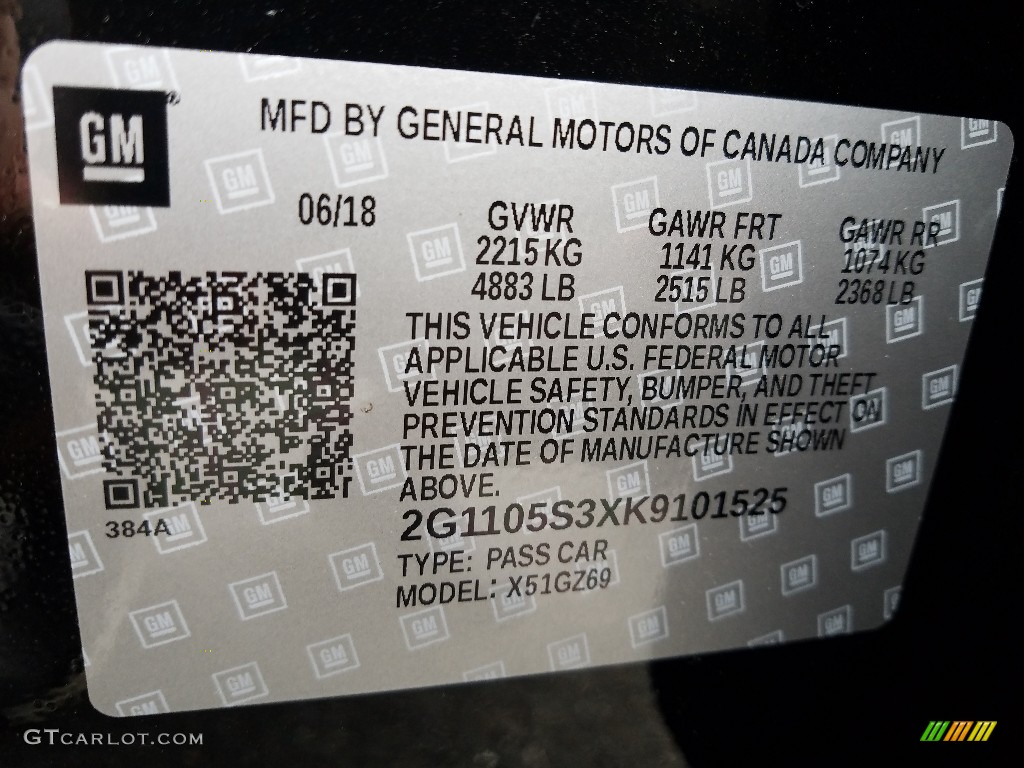 GM
MFD BY GENERAL MOTORS OF CANADA COMPANY
06/18 GVWR GAWR FRT GAWR RR
2215 KG 1141 KG 1074 KG
4883 LB 2515 LB 2368 LB
THIS VEHICLE CONFORMS TO ALL
APPLICABLE U.S. FEDERAL MOTOR
VEHICLE SAFETY, BUMPER, AND THEFT
PREVENTION STANDARDS IN EFFECT ON
THE DATE OF MANUFACTURE SHOWN
ABOVE.
384A
2G1105S3XK9101525
TYPE: PASS CAR
MODEL: X51GZ69
GTCARLOT.COM